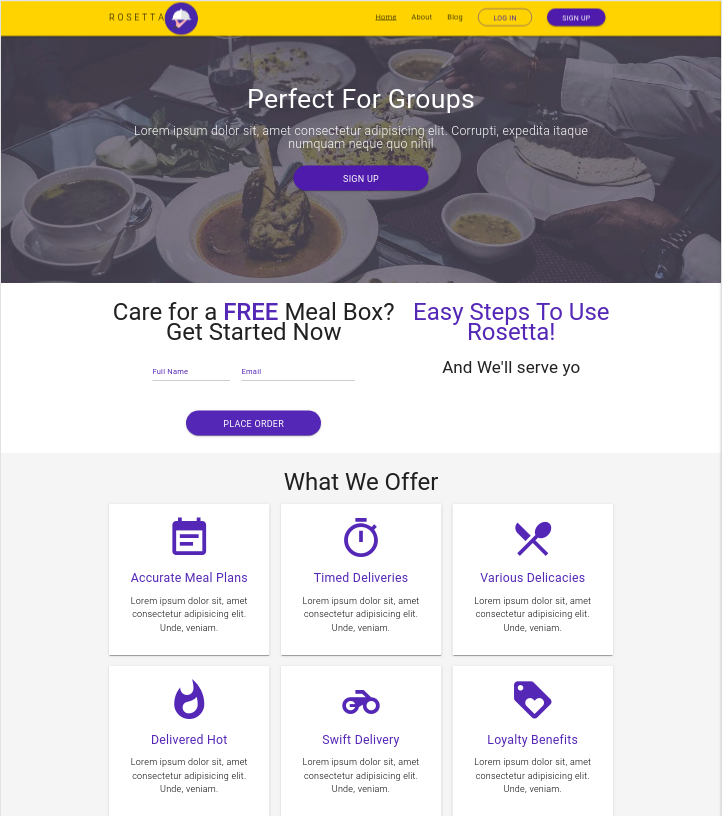 ROSETTA
Home About Blog LOG IN SIGN UP
Perfect For Groups
Lorem ipsum dolor sit, amet consectetur adipisicing elit. Corrupti, expedita itaque
numquam neque quo nihil
SIGN UP
Care for a FREE Meal Box?
Get Started Now
Full Name Email
PLACE ORDER
Easy Steps To Use
Rosetta!
And We'll serve yo
What We Offer
Accurate Meal Plans
Lorem ipsum dolor sit, amet
consectetur adipisicing elit.
Unde, veniam.
Timed Deliveries
Lorem ipsum dolor sit, amet
consectetur adipisicing elit.
Unde, veniam.
Various Delicacies
Lorem ipsum dolor sit, amet
consectetur adipisicing elit.
Unde, veniam.
Delivered Hot
Lorem ipsum dolor sit, amet
consectetur adipisicing elit.
Unde, veniam.
Swift Delivery
Lorem ipsum dolor sit, amet
consectetur adipisicing elit.
Unde, veniam.
Loyalty Benefits
Lorem ipsum dolor sit, amet
consectetur adipisicing elit.
Unde, veniam.